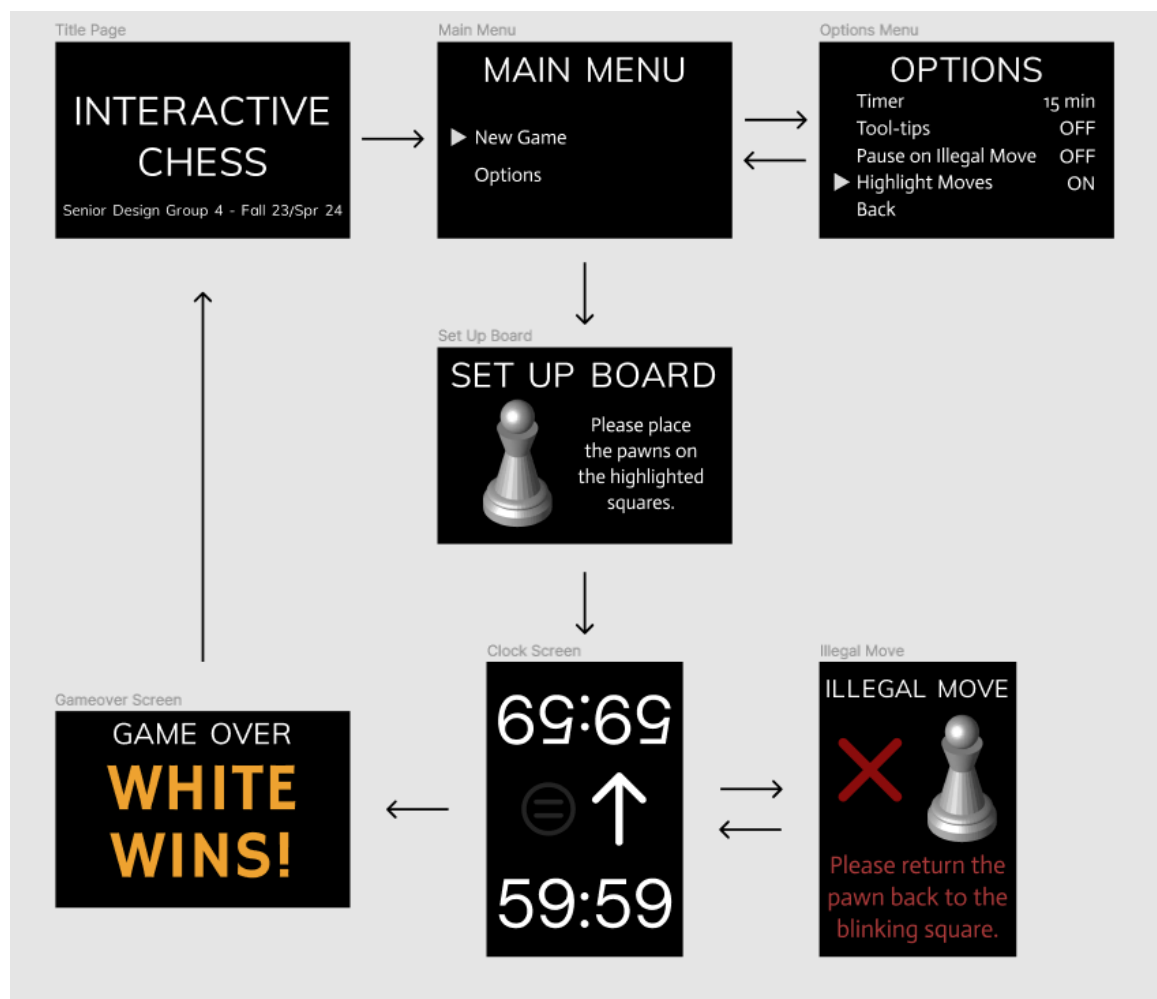 Title Page
INTERACTIVE
CHESS
Senior Design Group 4 - Fall 23/Spr 24
Main Menu
MAIN MENU
New Game
Options
Options Menu
OPTIONS
Timer 15 min
Tool-tips OFF
Pause on Illegal Move OFF
Highlight Moves ON
Back
Set Up Board
SET UP BOARD
Please place
the pawns on
the highlighted
squares.
Gameover Screen
GAME OVER
WHITE
WINS!
Clock Screen
59:59
59:59
Illegal Move
ILLEGAL MOVE
Please return the
pawn back to the
blinking square.